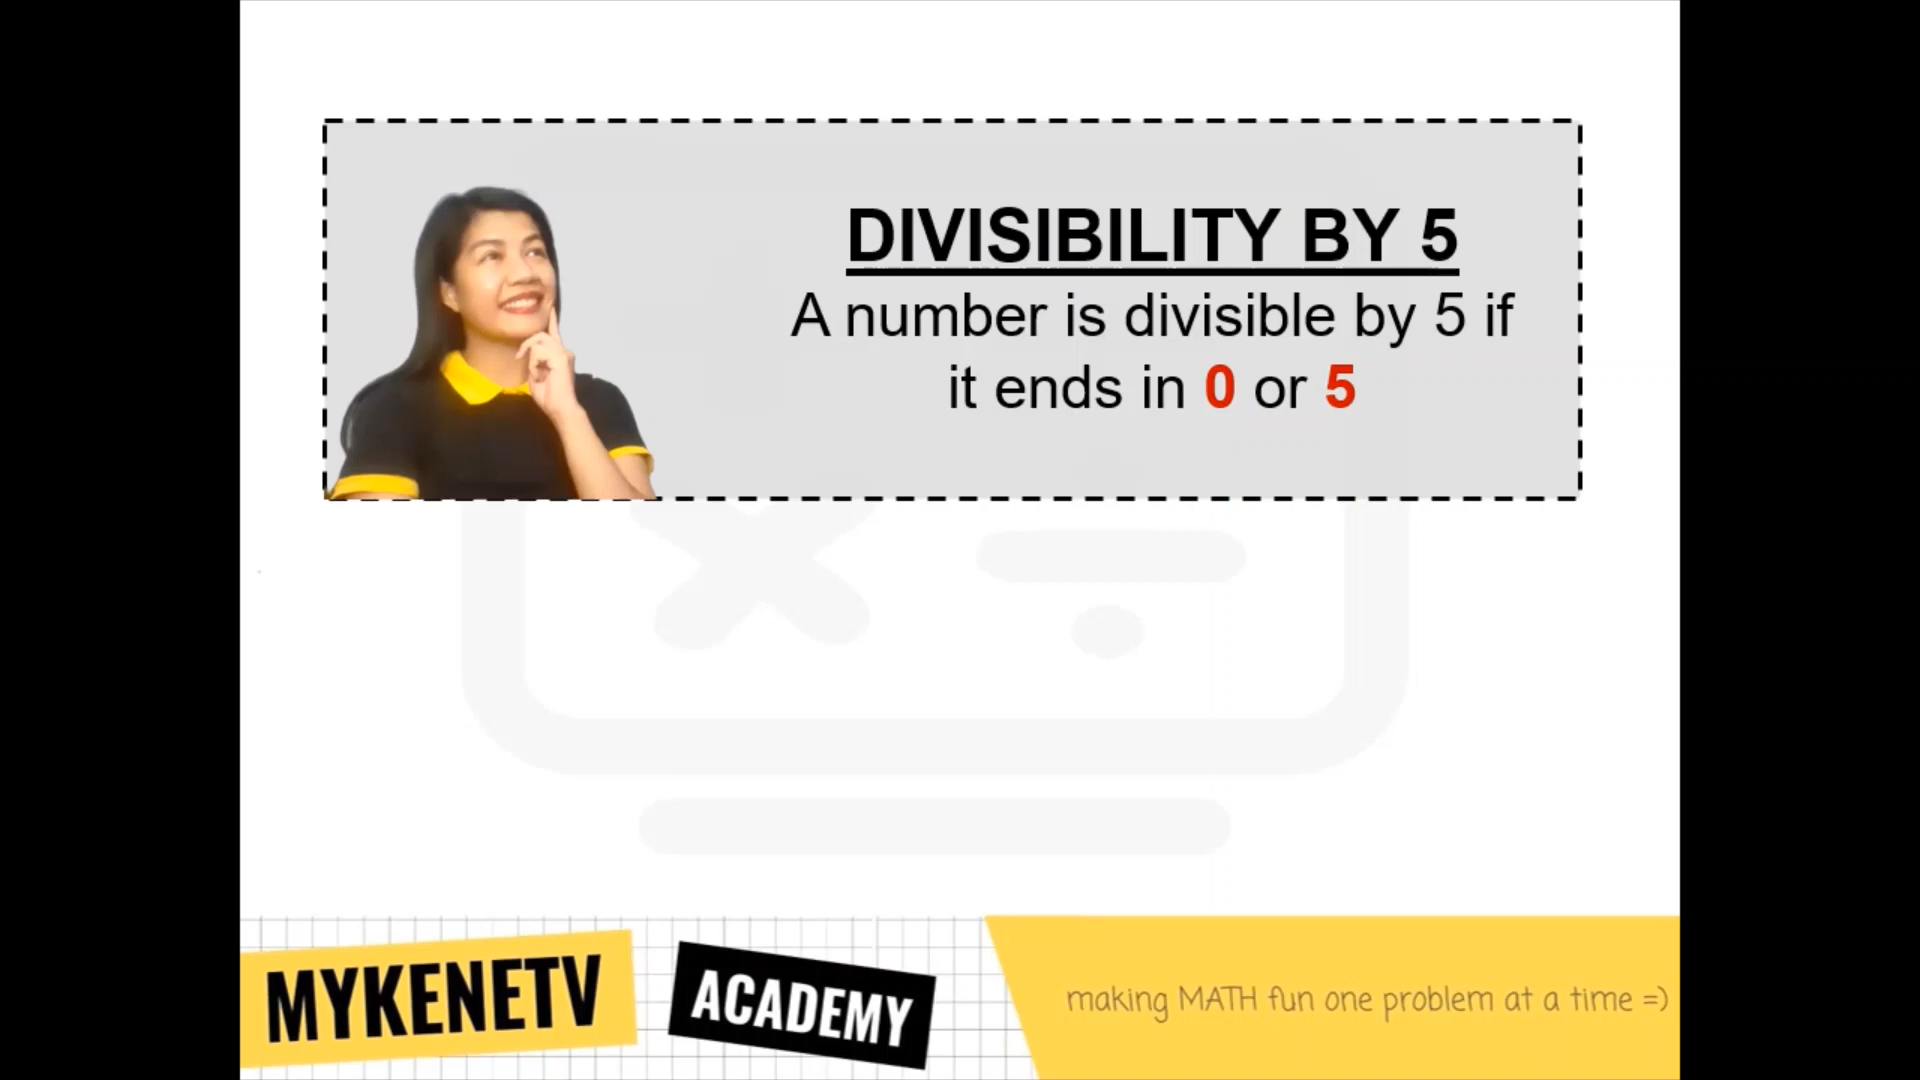 DIVISIBILITY BY 5
A number is divisible by 5 if
it ends in 0 or 5
MYKENETV
ACADEMY
making MATH fun one problem at a time =)